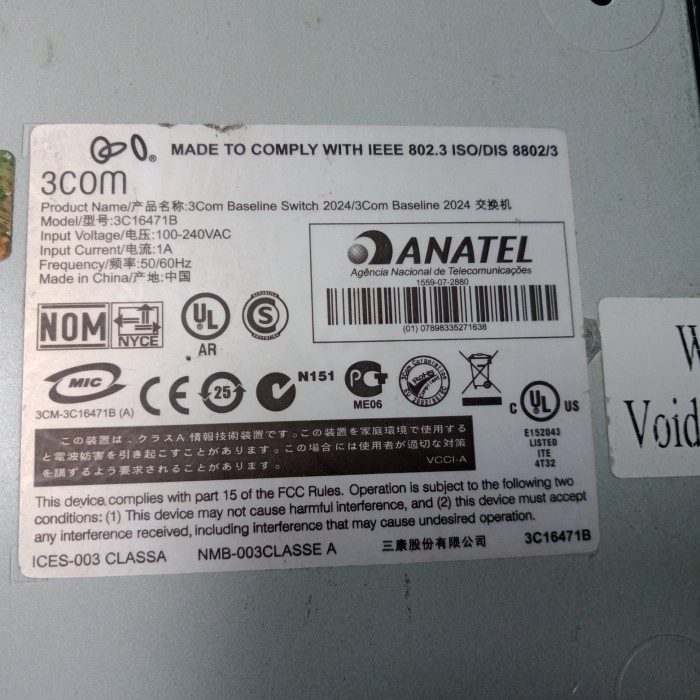 MADE TO COMPLY WITH IEEE 802.3 ISO/DIS 8802/3
3COM
Product Name/产品名称:3Com Baseline Switch 2024/3Com Baseline 2024 交换机
Model/型号:3C16471B
Input Voltage/电压:100-240VAC
Input Current/电流:1A
Frequency/频率:50/60Hz
Made in China/产地:中国
ANATEL
Agência Nacional de Telecomunicações
1559-07-2880
(01) 07898335271638
NOM
NYCE
UL
AR
S
MIC
3CM-3C16471B (A)
CE
25
N151
PCT
ME06
3Com Corporation
RoHS
C UL US
E152043
LISTED
ITE
4T32
この装置は、クラスA 情報技術装置です。この装置を家庭環境で使用する
と電波妨害を引き起こすことがあります。この場合には使用者が適切な対策
を講ずるよう要求されることがあります。
VCCI-A
This device complies with part 15 of the FCC Rules. Operation is subject to the following two
conditions: (1) This device may not cause harmful interference, and (2) this device must accept
any interference received, including interference that may cause undesired operation.
ICES-003 CLASSA NMB-003CLASSE A 三康股份有限公司 3C16471B
W
Void